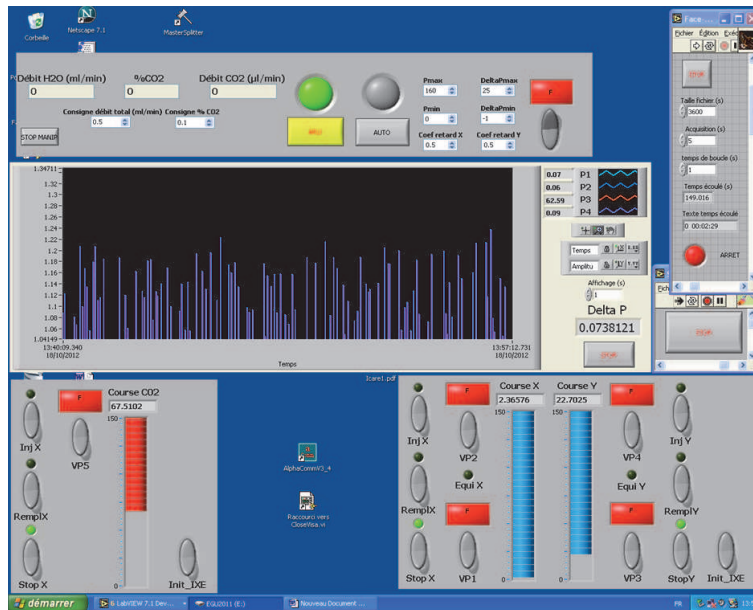 Corbeille
Netscape 7.1
MasterSplitter
Débit H2O (ml/min)
%CO2
Débit CO2 (µl/min)
0
0
0
Consigne débit total (ml/min)
Consigne % CO2
0.5
0.1
STOP MANIP
AUTO
Pmax
DeltaPmax
160
25
F
Pmin
DeltaPmin
0
-1
Coef retard X
Coef retard Y
0.5
0.5
Face-...
Fichier Édition Exéc
STOP
Taille fichier (s)
3600
Acquisition (s)
5
temps de boucle (s)
1
Temps écoulé (s)
149.016
Texte temps écoulé
0 00:02:29
ARRET
1.34711
1.32
1.3
1.28
1.26
1.24
1.22
1.2
1.18
1.16
1.14
1.12
1.1
1.08
1.06
1.04149
13:40:09.340
18/10/2012
13:57:12.731
18/10/2012
Temps
0.07 P1
0.06 P2
62.59 P3
0.09 P4
Temps
Amplitu
Affichage (s)
1
Delta P
0.0738121
STOP
Fich
STOP
Icare1.pdf
F
Course CO2
67.5102
150
Inj X
VP5
RemplX
0
Stop X
Init_IXE
AlphaCommV3_4
Raccourci vers
CloseVisa.vi
F
Course X
Course Y
F
2.36576
22.7025
150
150
Inj X
VP2
VP4
Inj Y
Equi X
Equi Y
RemplX
F
F
RemplY
0
0
Stop X
VP1
VP3
StopY
Init_IXE
démarrer
6 LabVIEW 7.1 Dev...
EGU2011 (E:)
Nouveau Document ...
FR